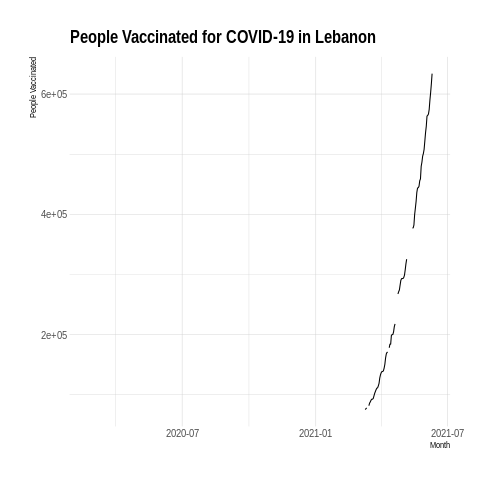 People Vaccinated for COVID-19 in Lebanon
People Vaccinated
6e+05
4e+05
2e+05
2020-07
2021-01
2021-07
Month